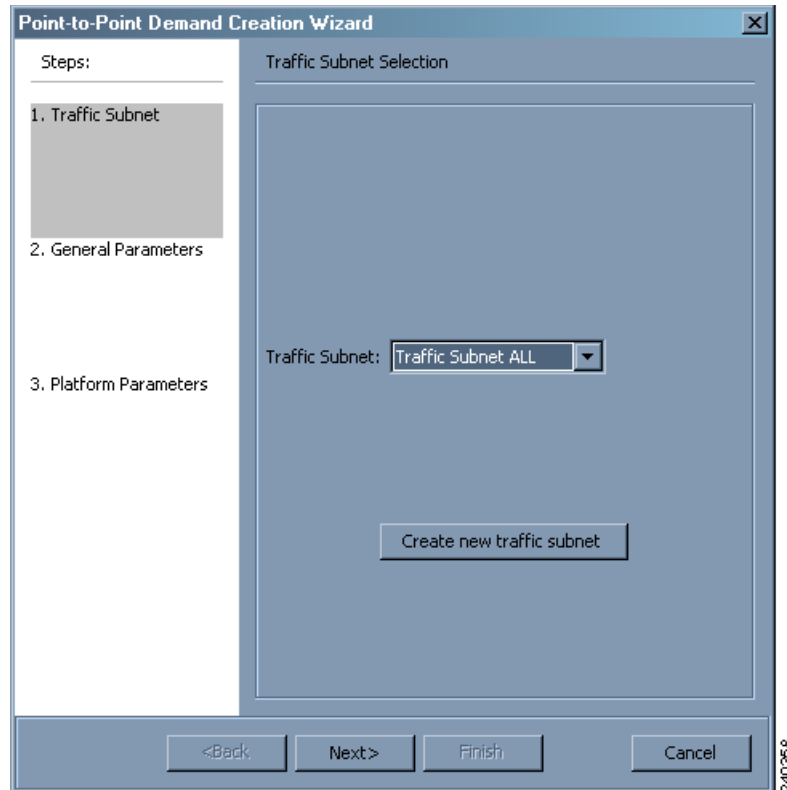 Point-to-Point Demand Creation Wizard
Steps:
Traffic Subnet Selection
1. Traffic Subnet
2. General Parameters
3. Platform Parameters
Traffic Subnet: Traffic Subnet ALL
Create new traffic subnet
<Back Next> Finish Cancel